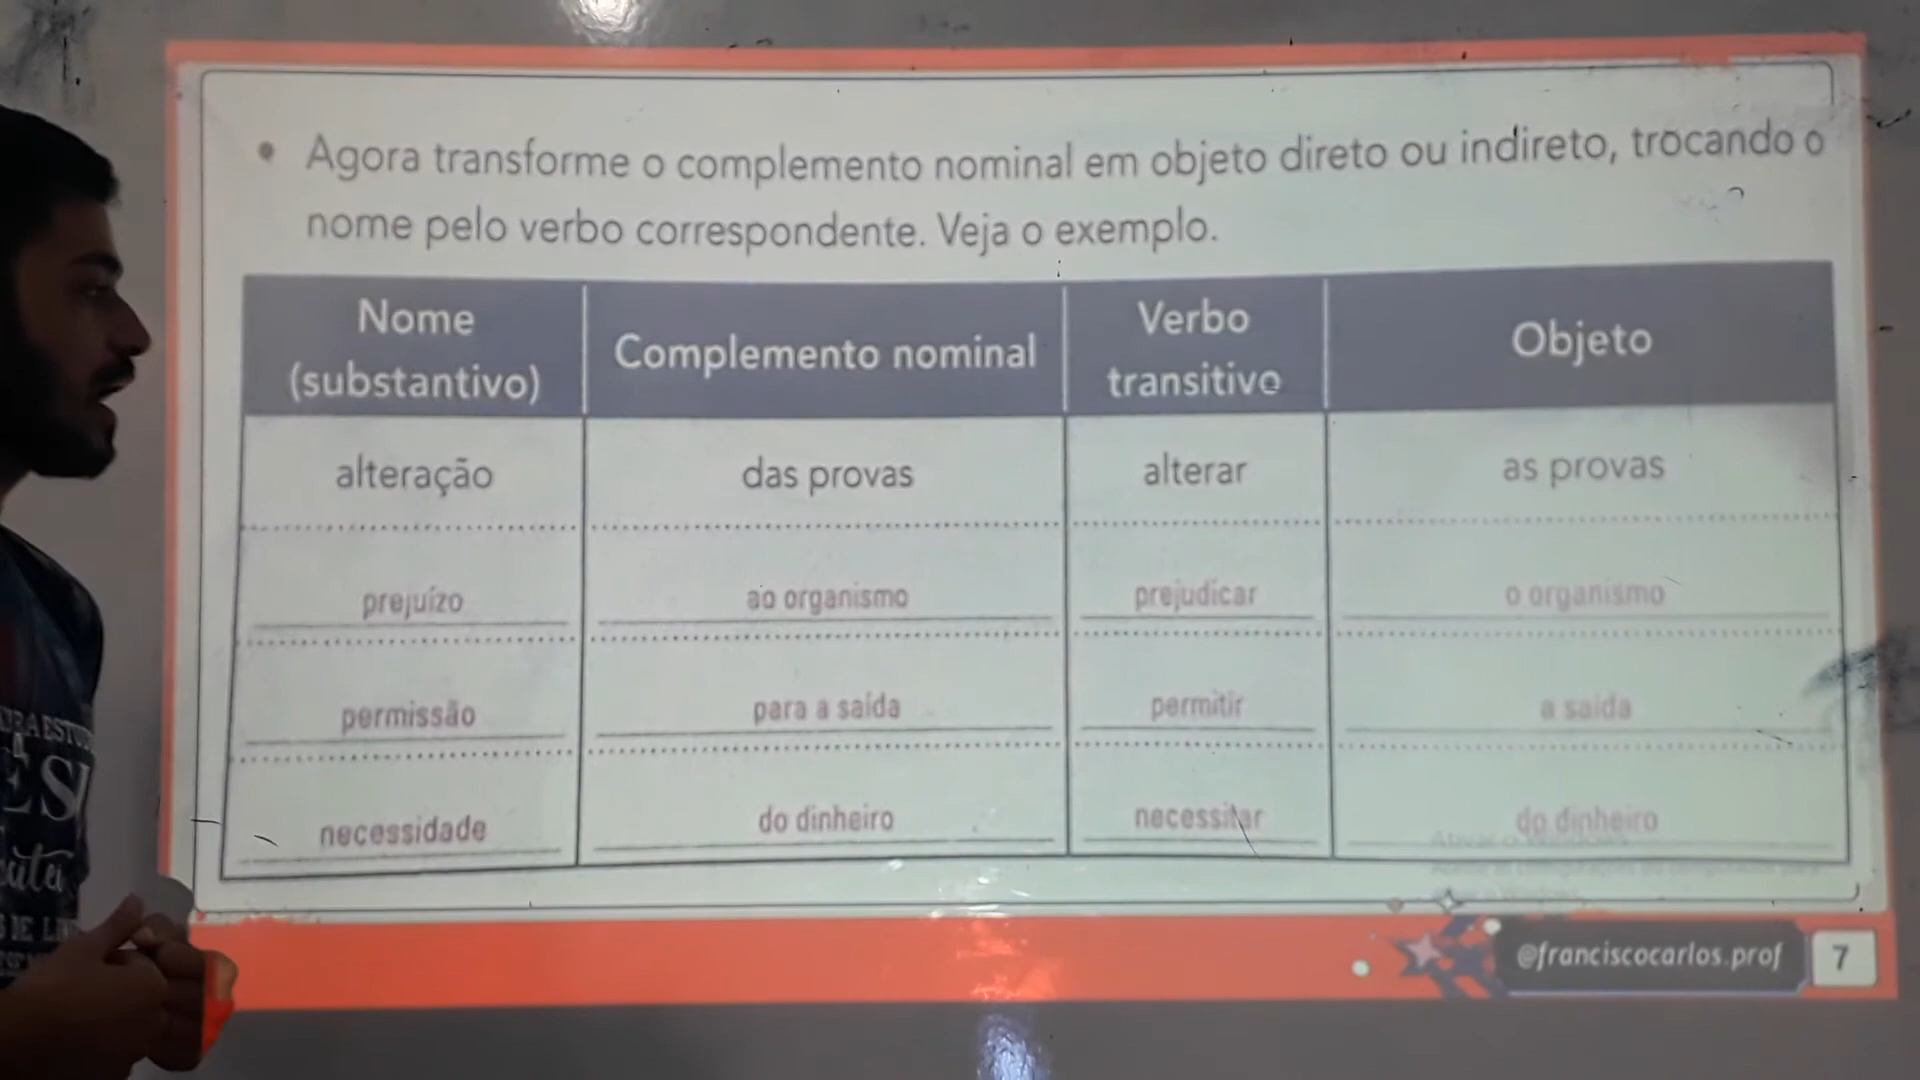 • Agora transforme o complemento nominal em objeto direto ou indireto, trocando o
nome pelo verbo correspondente. Veja o exemplo.
Nome (substantivo) Complemento nominal Verbo transitivo Objeto
alteração das provas alterar as provas
prejuízo ao organismo prejudicar o organismo
permissão para a saída permitir a saída
necessidade do dinheiro necessitar do dinheiro
Ativar o Windows
@franciscocarlos.prof 7